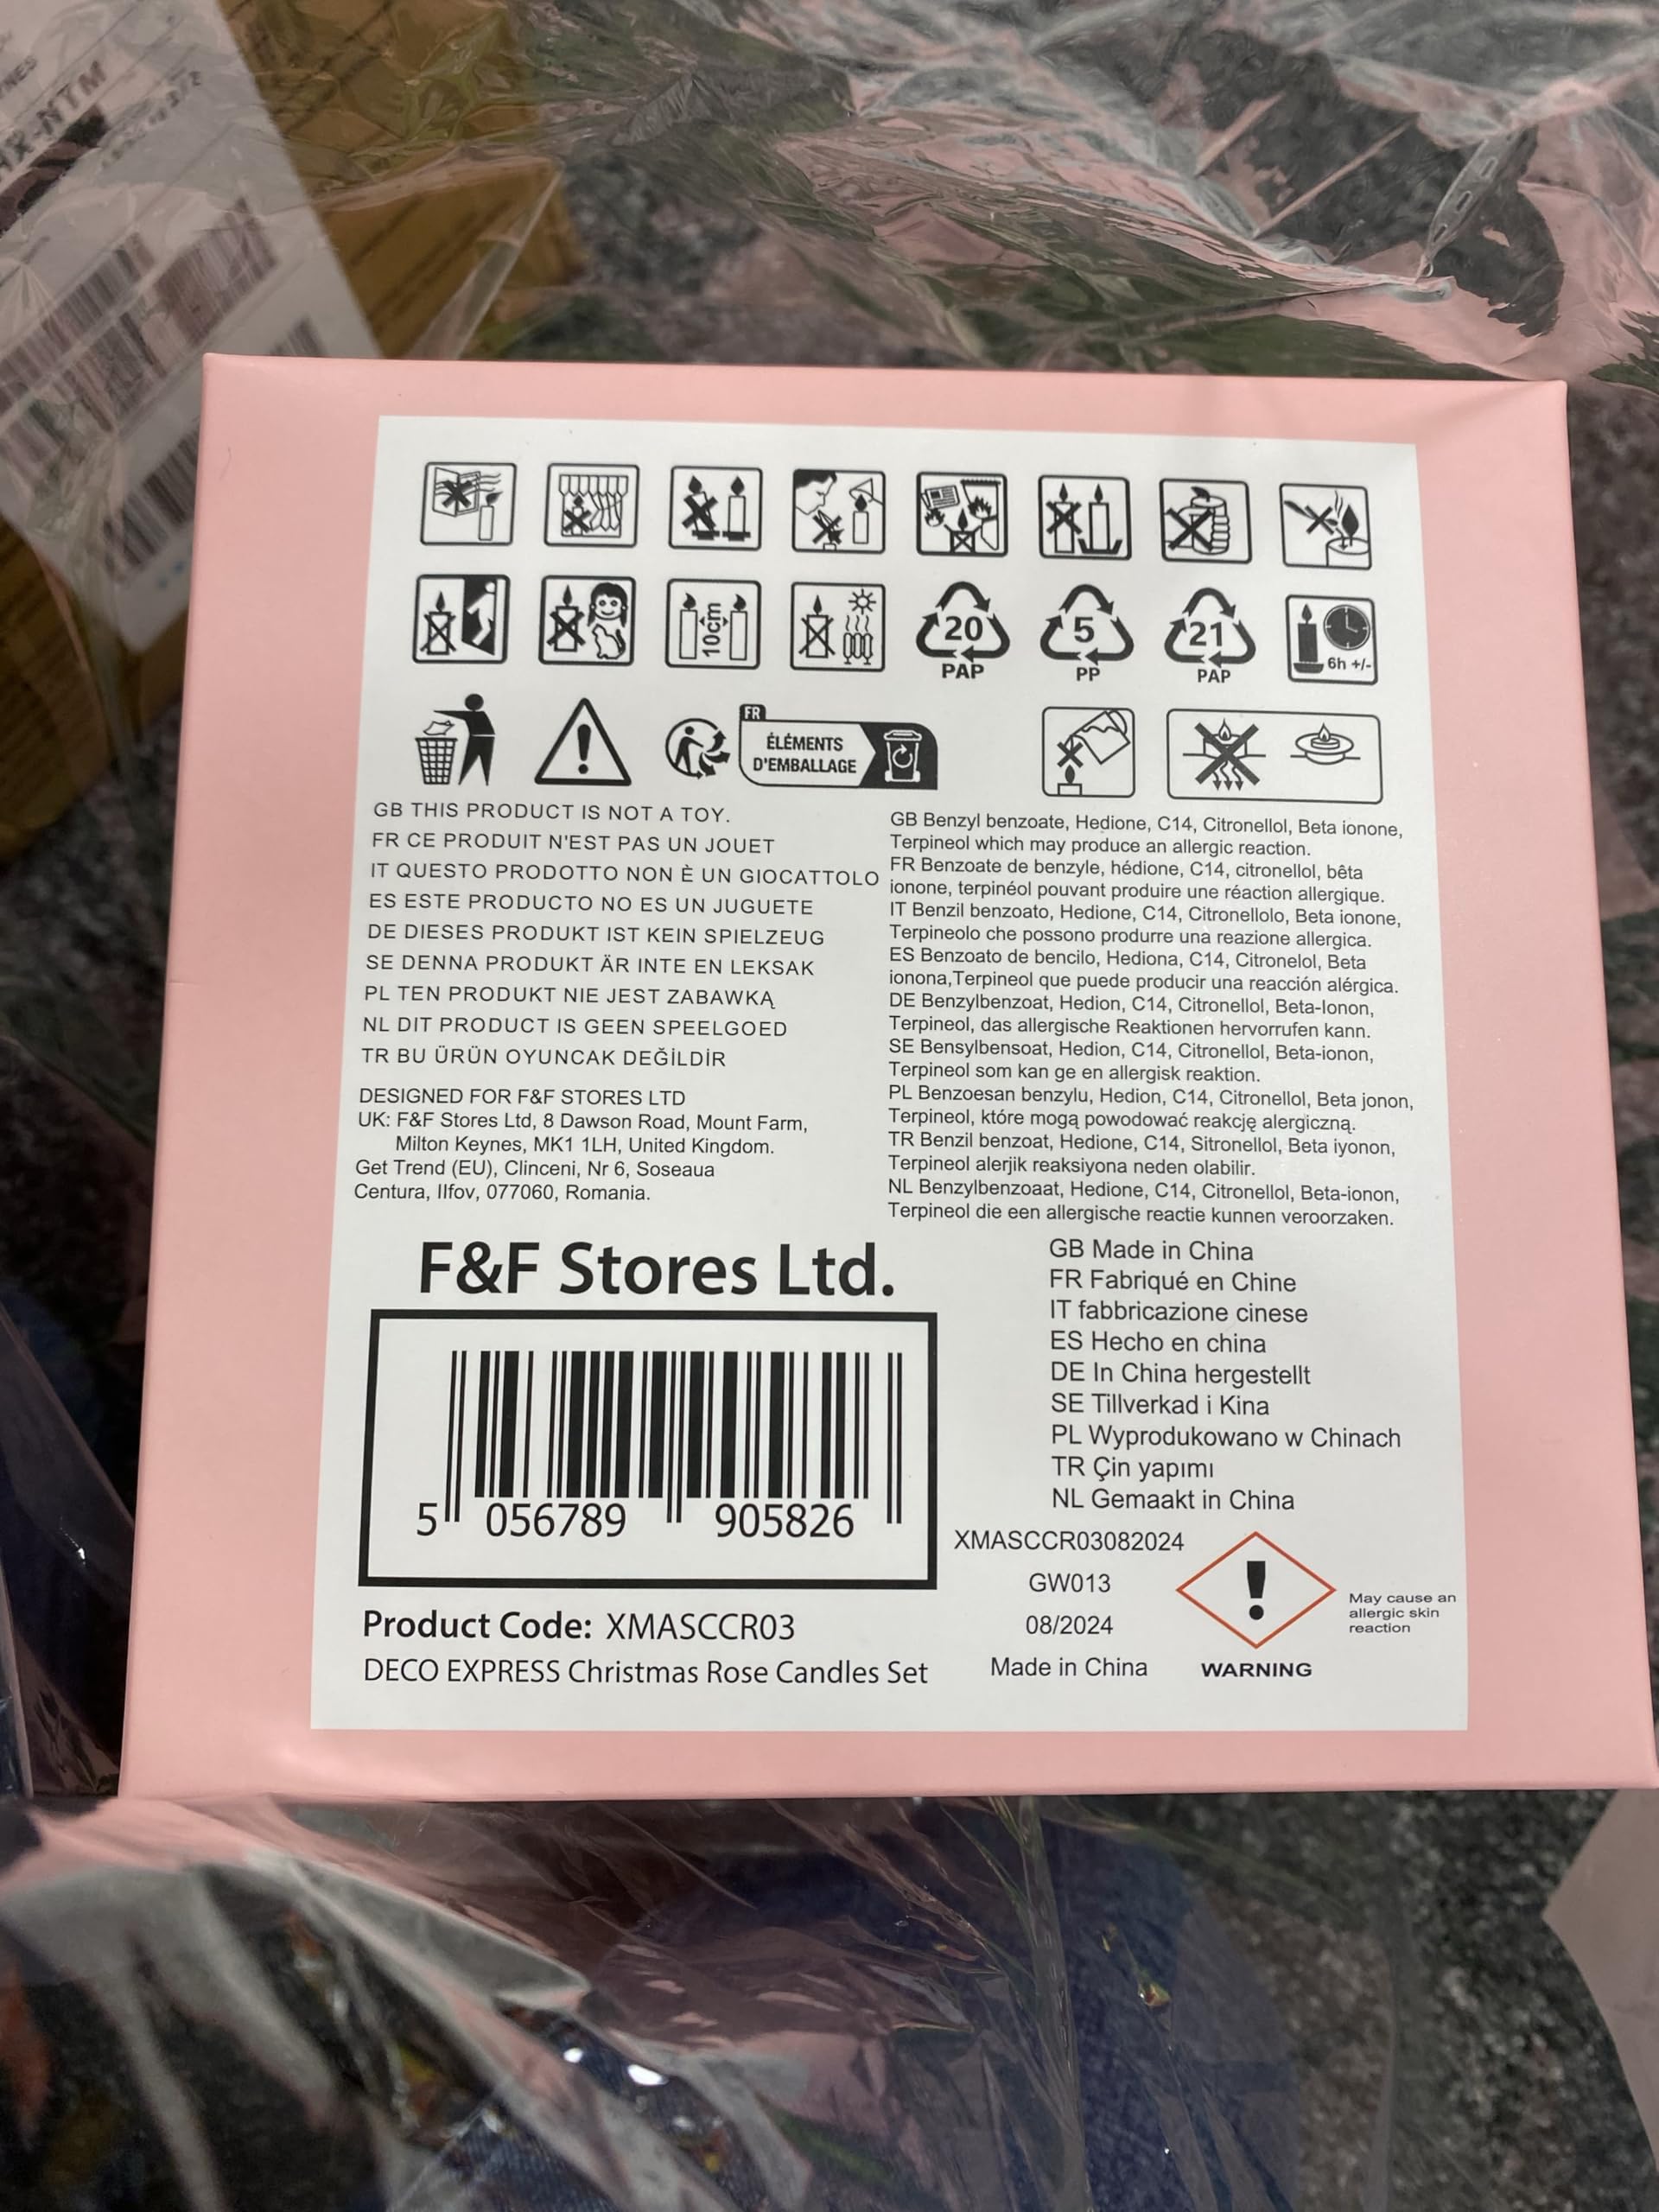 10cm
20
PAP
5
PP
21
PAP
6h +/-
FR
ÉLÉMENTS
D'EMBALLAGE
GB THIS PRODUCT IS NOT A TOY.
FR CE PRODUIT N'EST PAS UN JOUET
IT QUESTO PRODOTTO NON È UN GIOCATTOLO
ES ESTE PRODUCTO NO ES UN JUGUETE
DE DIESES PRODUKT IST KEIN SPIELZEUG
SE DENNA PRODUKT ÄR INTE EN LEKSAK
PL TEN PRODUKT NIE JEST ZABAWKĄ
NL DIT PRODUCT IS GEEN SPEELGOED
TR BU ÜRÜN OYUNCAK DEĞİLDİR
DESIGNED FOR F&F STORES LTD
UK: F&F Stores Ltd, 8 Dawson Road, Mount Farm,
Milton Keynes, MK1 1LH, United Kingdom.
Get Trend (EU), Clinceni, Nr 6, Soseaua
Centura, Ilfov, 077060, Romania.
GB Benzyl benzoate, Hedione, C14, Citronellol, Beta ionone,
Terpineol which may produce an allergic reaction.
FR Benzoate de benzyle, hédione, C14, citronellol, bêta
ionone, terpinéol pouvant produire une réaction allergique.
IT Benzil benzoato, Hedione, C14, Citronellolo, Beta ionone,
Terpineolo che possono produrre una reazione allergica.
ES Benzoato de bencilo, Hediona, C14, Citronelol, Beta
ionona,Terpineol que puede producir una reacción alérgica.
DE Benzylbenzoat, Hedion, C14, Citronellol, Beta-Ionon,
Terpineol, das allergische Reaktionen hervorrufen kann.
SE Bensylbensoat, Hedion, C14, Citronellol, Beta-ionon,
Terpineol som kan ge en allergisk reaktion.
PL Benzoesan benzylu, Hedion, C14, Citronellol, Beta jonon,
Terpineol, które mogą powodować reakcję alergiczną.
TR Benzil benzoat, Hedione, C14, Sitronellol, Beta iyonon,
Terpineol alerjik reaksiyona neden olabilir.
NL Benzylbenzoaat, Hedione, C14, Citronellol, Beta-ionon,
Terpineol die een allergische reactie kunnen veroorzaken.
F&F Stores Ltd.
5 056789 905826
Product Code: XMASCCR03
DECO EXPRESS Christmas Rose Candles Set
GB Made in China
FR Fabriqué en Chine
IT fabbricazione cinese
ES Hecho en china
DE In China hergestellt
SE Tillverkad i Kina
PL Wyprodukowano w Chinach
TR Çin yapımı
NL Gemaakt in China
XMASCCR03082024
GW013
08/2024
Made in China
WARNING
May cause an
allergic skin
reaction